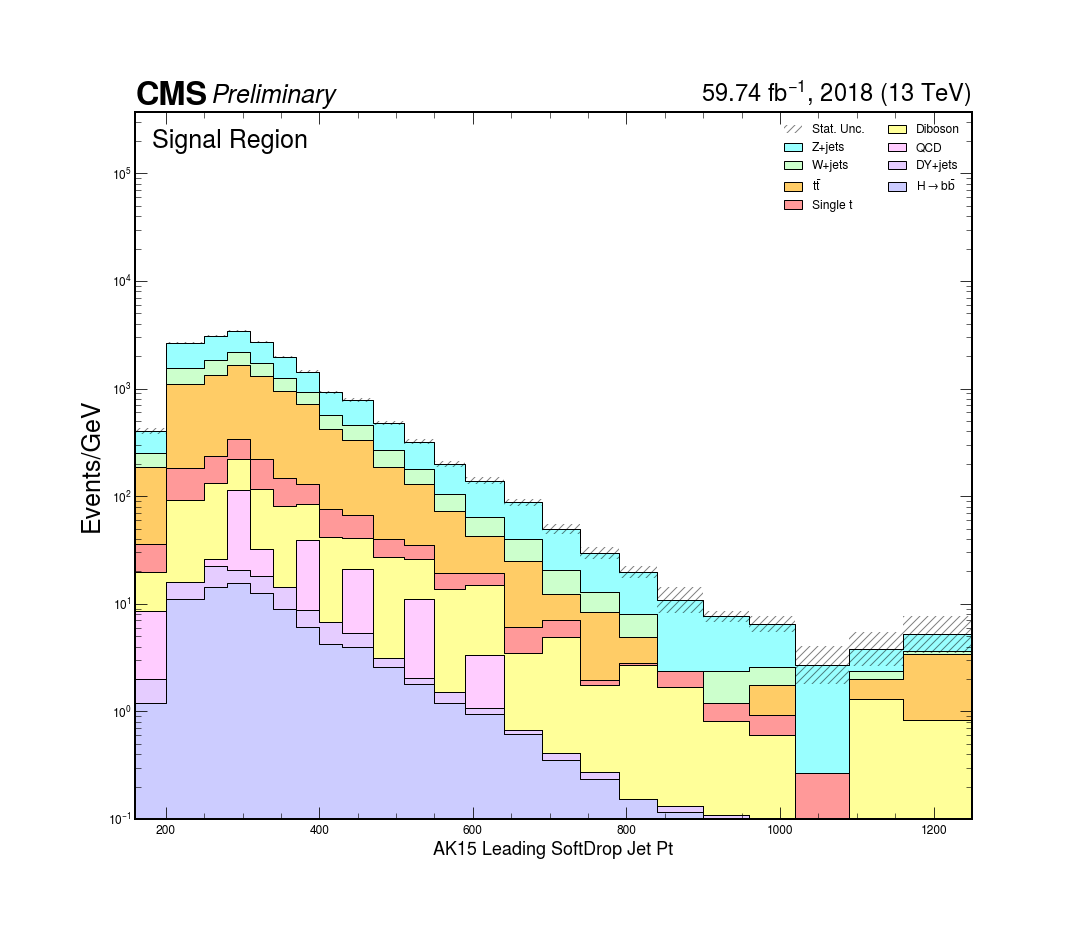 CMS Preliminary 59.74 fb⁻¹, 2018 (13 TeV)
Signal Region
Stat. Unc.
Z+jets
W+jets
tt̄
Single t
Diboson
QCD
DY+jets
H→bb̄
Events/GeV
10⁵
10⁴
10³
10²
10¹
10⁰
10⁻¹
200 400 600 800 1000 1200
AK15 Leading SoftDrop Jet Pt